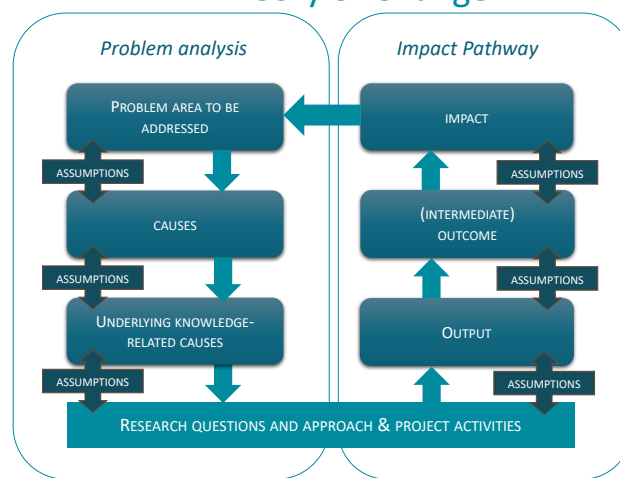 Problem analysis
Impact Pathway
PROBLEM AREA TO BE
ADDRESSED
IMPACT
ASSUMPTIONS
ASSUMPTIONS
CAUSES
(INTERMEDIATE)
OUTCOME
ASSUMPTIONS
ASSUMPTIONS
UNDERLYING KNOWLEDGE-
RELATED CAUSES
OUTPUT
ASSUMPTIONS
ASSUMPTIONS
RESEARCH QUESTIONS AND APPROACH & PROJECT ACTIVITIES